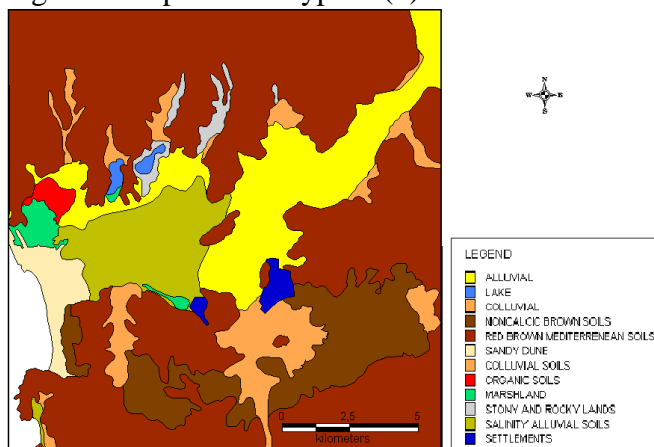 N
W E
S
LEGEND
ALLUVIAL
LAKE
COLLUVIAL
NONCALCIC BROWN SOILS
RED BROWN MEDITERRENEAN SOILS
SANDY DUNE
COLLUVIAL SOILS
ORGANIC SOILS
MARSHLAND
STONY AND ROCKY LANDS
SALINITY ALLUVIAL SOILS
SETTLEMENTS
0 2,5 5
kilometers